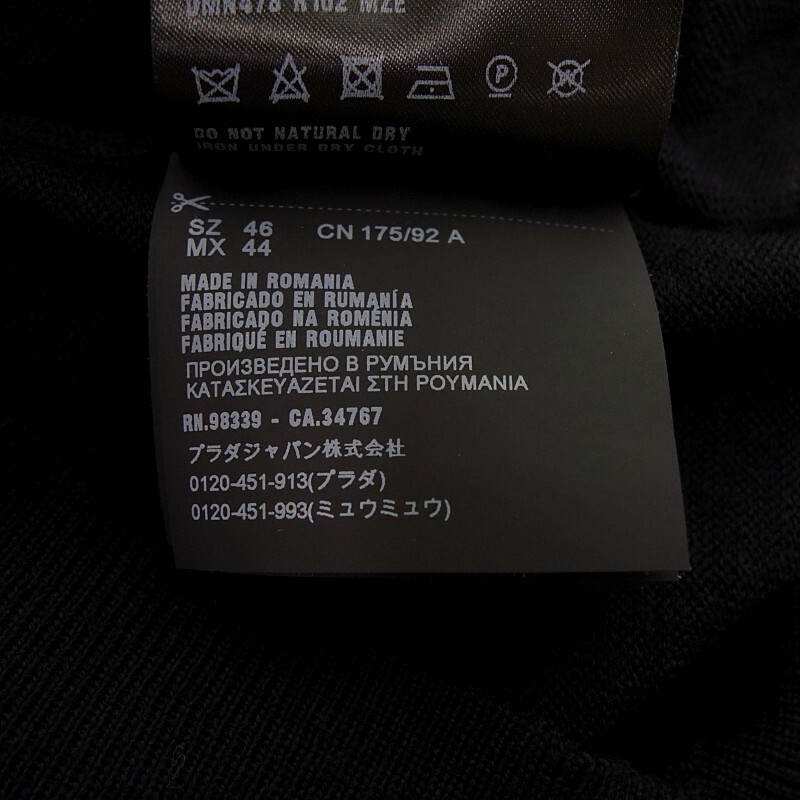 UMN478 R102 MZE
DO NOT NATURAL DRY
IRON UNDER DRY CLOTH
SZ 46 CN 175/92 A
MX 44
MADE IN ROMANIA
FABRICADO EN RUMANÍA
FABRICADO NA ROMÉNIA
FABRIQUÉ EN ROUMANIE
ПРОИЗВЕДЕНО В РУМЪНИЯ
ΚΑΤΑΣΚΕΥΑΖΕΤΑΙ ΣΤΗ ΡΟΥΜΑΝΙΑ
RN.98339 - CA.34767
プラダジャパン株式会社
0120-451-913(プラダ)
0120-451-993(ミュウミュウ)